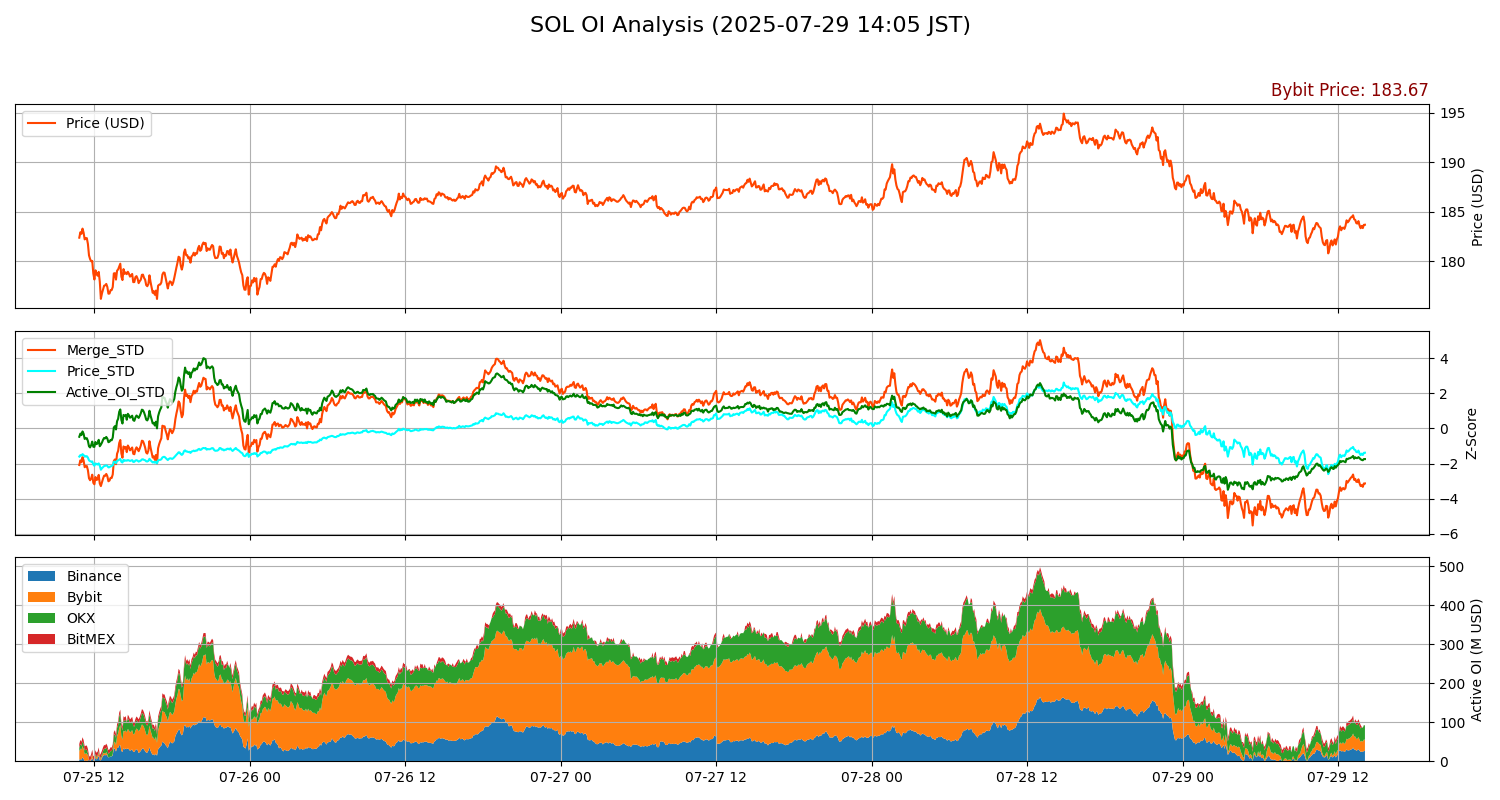 SOL OI Analysis (2025-07-29 14:05 JST)
Bybit Price: 183.67
Price (USD)
195
190
185
180
Price (USD)
Merge_STD
Price_STD
Active_OI_STD
4
2
0
−2
−4
−6
Z-Score
Binance
Bybit
OKX
BitMEX
500
400
300
200
100
0
Active OI (M USD)
07-25 12
07-26 00
07-26 12
07-27 00
07-27 12
07-28 00
07-28 12
07-29 00
07-29 12